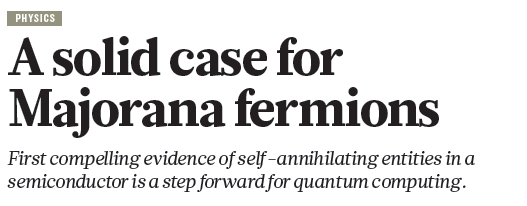 PHYSICS
A solid case for
Majorana fermions
First compelling evidence of self-annihilating entities in a
semiconductor is a step forward for quantum computing.